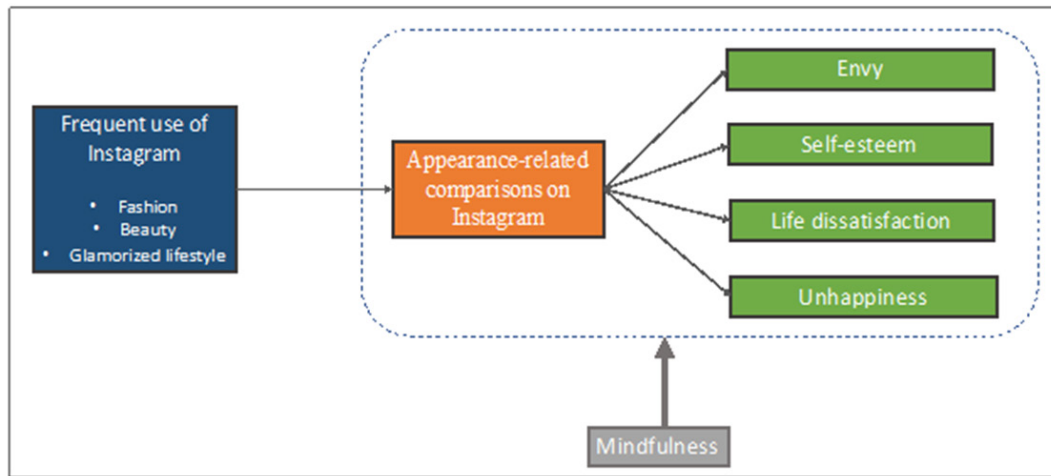 Frequent use of
Instagram
• Fashion
• Beauty
• Glamorized lifestyle
Appearance-related
comparisons on
Instagram
Envy
Self-esteem
Life dissatisfaction
Unhappiness
Mindfulness